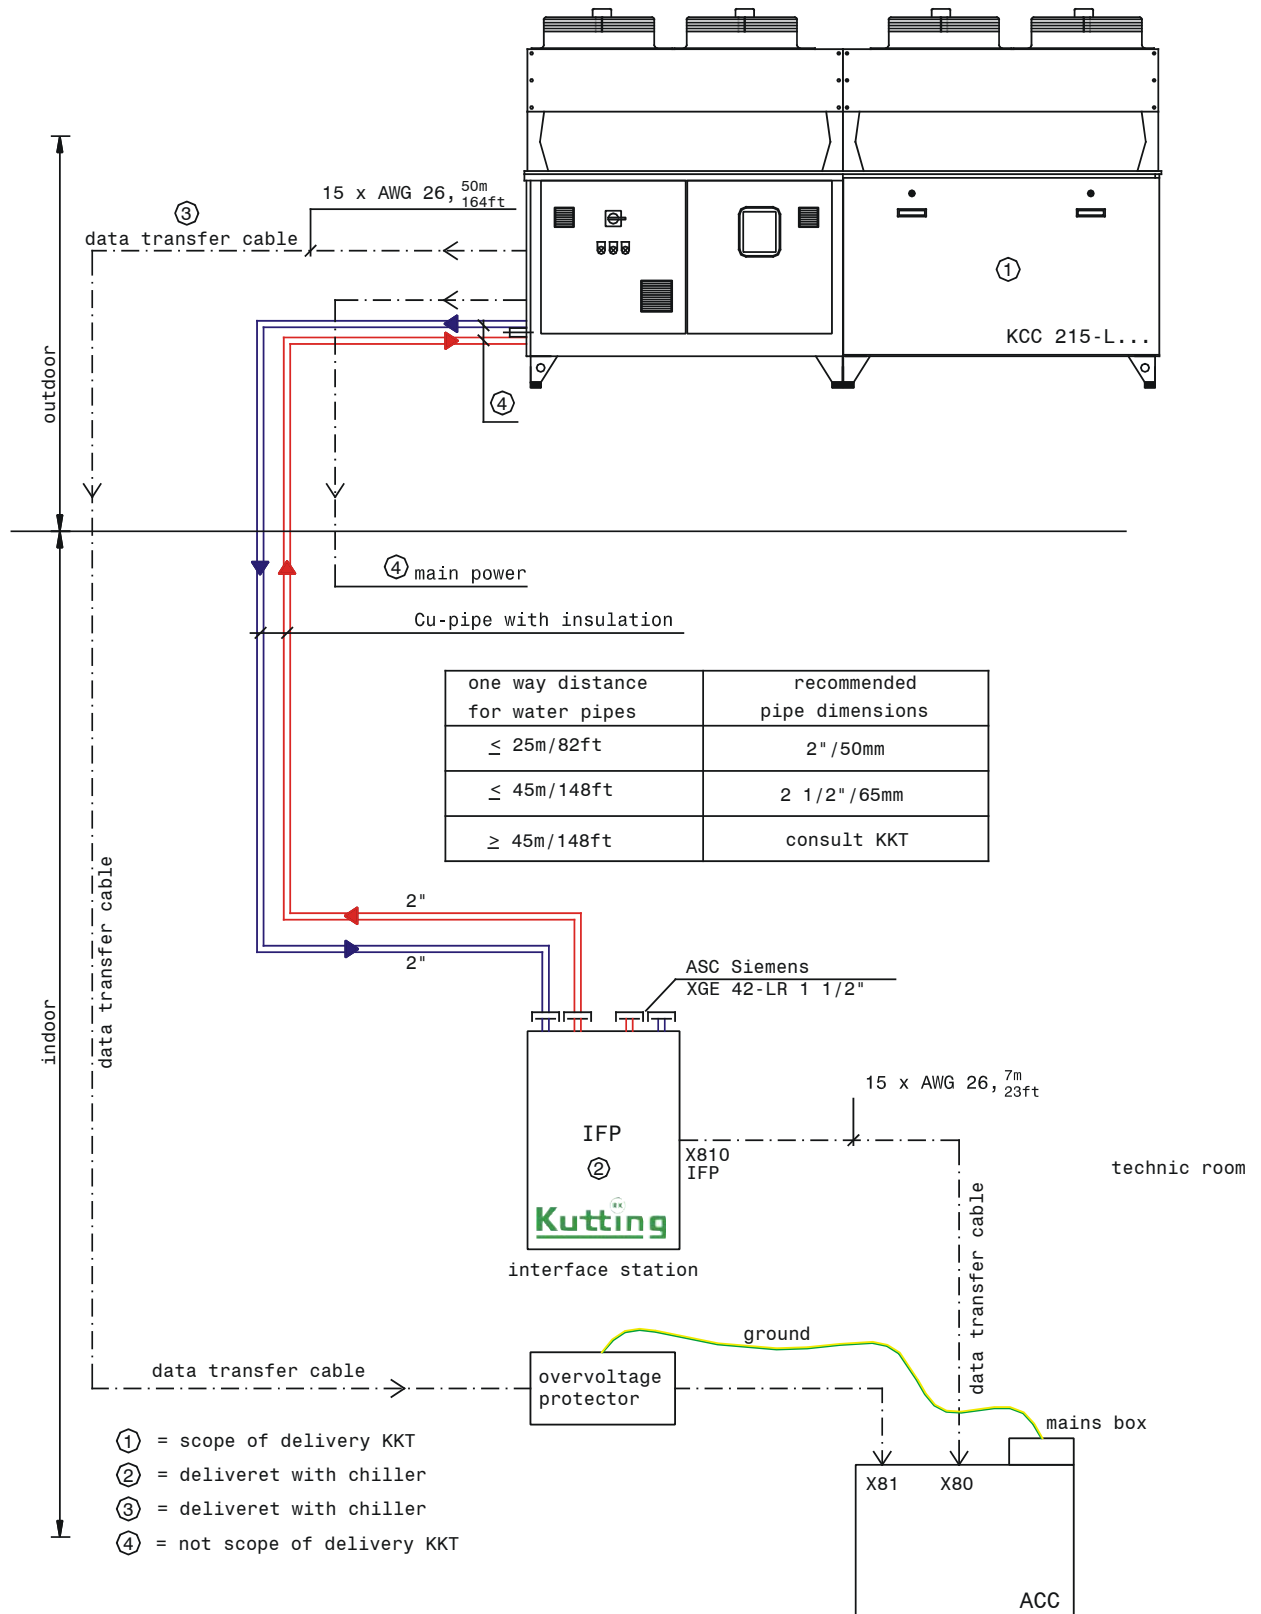 15 x AWG 26, 50m
164ft
3
data transfer cable
1
KCC 215-L...
4
outdoor
4 main power
Cu-pipe with insulation
one way distance
for water pipes
recommended
pipe dimensions
≤ 25m/82ft
2"/50mm
≤ 45m/148ft
2 1/2"/65mm
≥ 45m/148ft
consult KKT
data transfer cable
2"
2"
ASC Siemens
XGE 42-LR 1 1/2"
indoor
15 x AWG 26, 7m
23ft
IFP
2
X810
IFP
technic room
RK
Kutting
interface station
data transfer cable
ground
data transfer cable
overvoltage
protector
mains box
1 = scope of delivery KKT
2 = deliveret with chiller
3 = deliveret with chiller
4 = not scope of delivery KKT
X81
X80
ACC